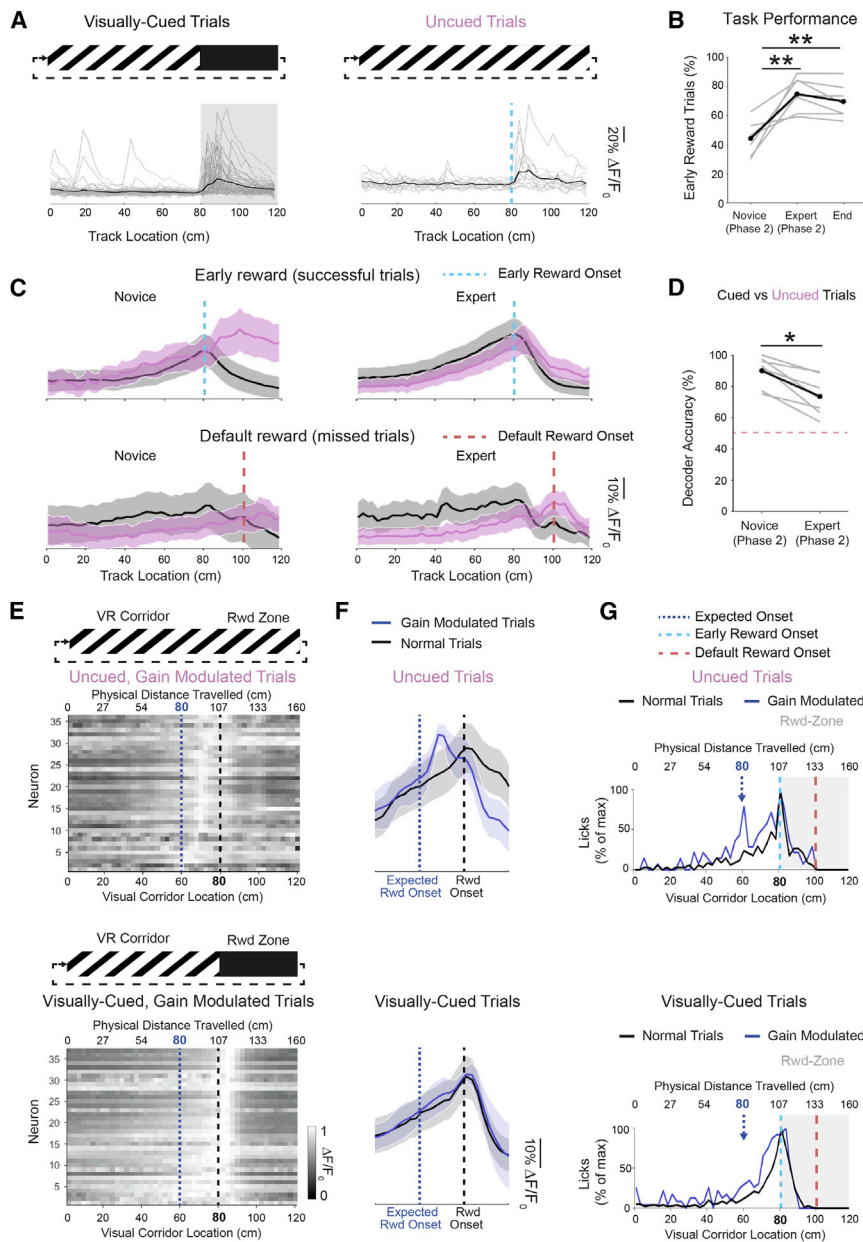 A
Visually-Cued Trials
Uncued Trials
20% ΔF/F0
0 20 40 60 80 100 120
Track Location (cm)
0 20 40 60 80 100 120
Track Location (cm)
B
Task Performance
**
**
Early Reward Trials (%)
100
80
60
40
20
0
Novice (Phase 2)
Expert (Phase 2)
End
C
Early reward (successful trials)
Early Reward Onset
Novice
Expert
0 20 40 60 80 100 120
0 20 40 60 80 100 120
Default reward (missed trials)
Default Reward Onset
Novice
Expert
10% ΔF/F0
0 20 40 60 80 100 120
Track Location (cm)
0 20 40 60 80 100 120
Track Location (cm)
D
Cued vs Uncued Trials
*
Decoder Accuracy (%)
100
80
60
40
20
0
Novice (Phase 2)
Expert (Phase 2)
E
VR Corridor
Rwd Zone
Uncued, Gain Modulated Trials
Physical Distance Travelled (cm)
0 27 54 80 107 133 160
Neuron
35
30
25
20
15
10
5
0 20 40 60 80 100 120
Visual Corridor Location (cm)
VR Corridor
Rwd Zone
Visually-Cued, Gain Modulated Trials
Physical Distance Travelled (cm)
0 27 54 80 107 133 160
Neuron
35
30
25
20
15
10
5
1
ΔF/F0
0
0 20 40 60 80 100 120
Visual Corridor Location (cm)
F
Gain Modulated Trials
Normal Trials
Uncued Trials
Expected Rwd Onset
Rwd Onset
Visually-Cued Trials
10% ΔF/F0
Expected Rwd Onset
Rwd Onset
G
Expected Onset
Early Reward Onset
Default Reward Onset
Uncued Trials
Normal Trials
Gain Modulated
Rwd-Zone
Physical Distance Travelled (cm)
0 27 54 80 107 133 160
Licks (% of max)
100
50
0
0 20 40 60 80 100 120
Visual Corridor Location (cm)
Visually-Cued Trials
Normal Trials
Gain Modulated
Rwd-Zone
Physical Distance Travelled (cm)
0 27 54 80 107 133 160
Licks (% of max)
100
50
0
0 20 40 60 80 100 120
Visual Corridor Location (cm)